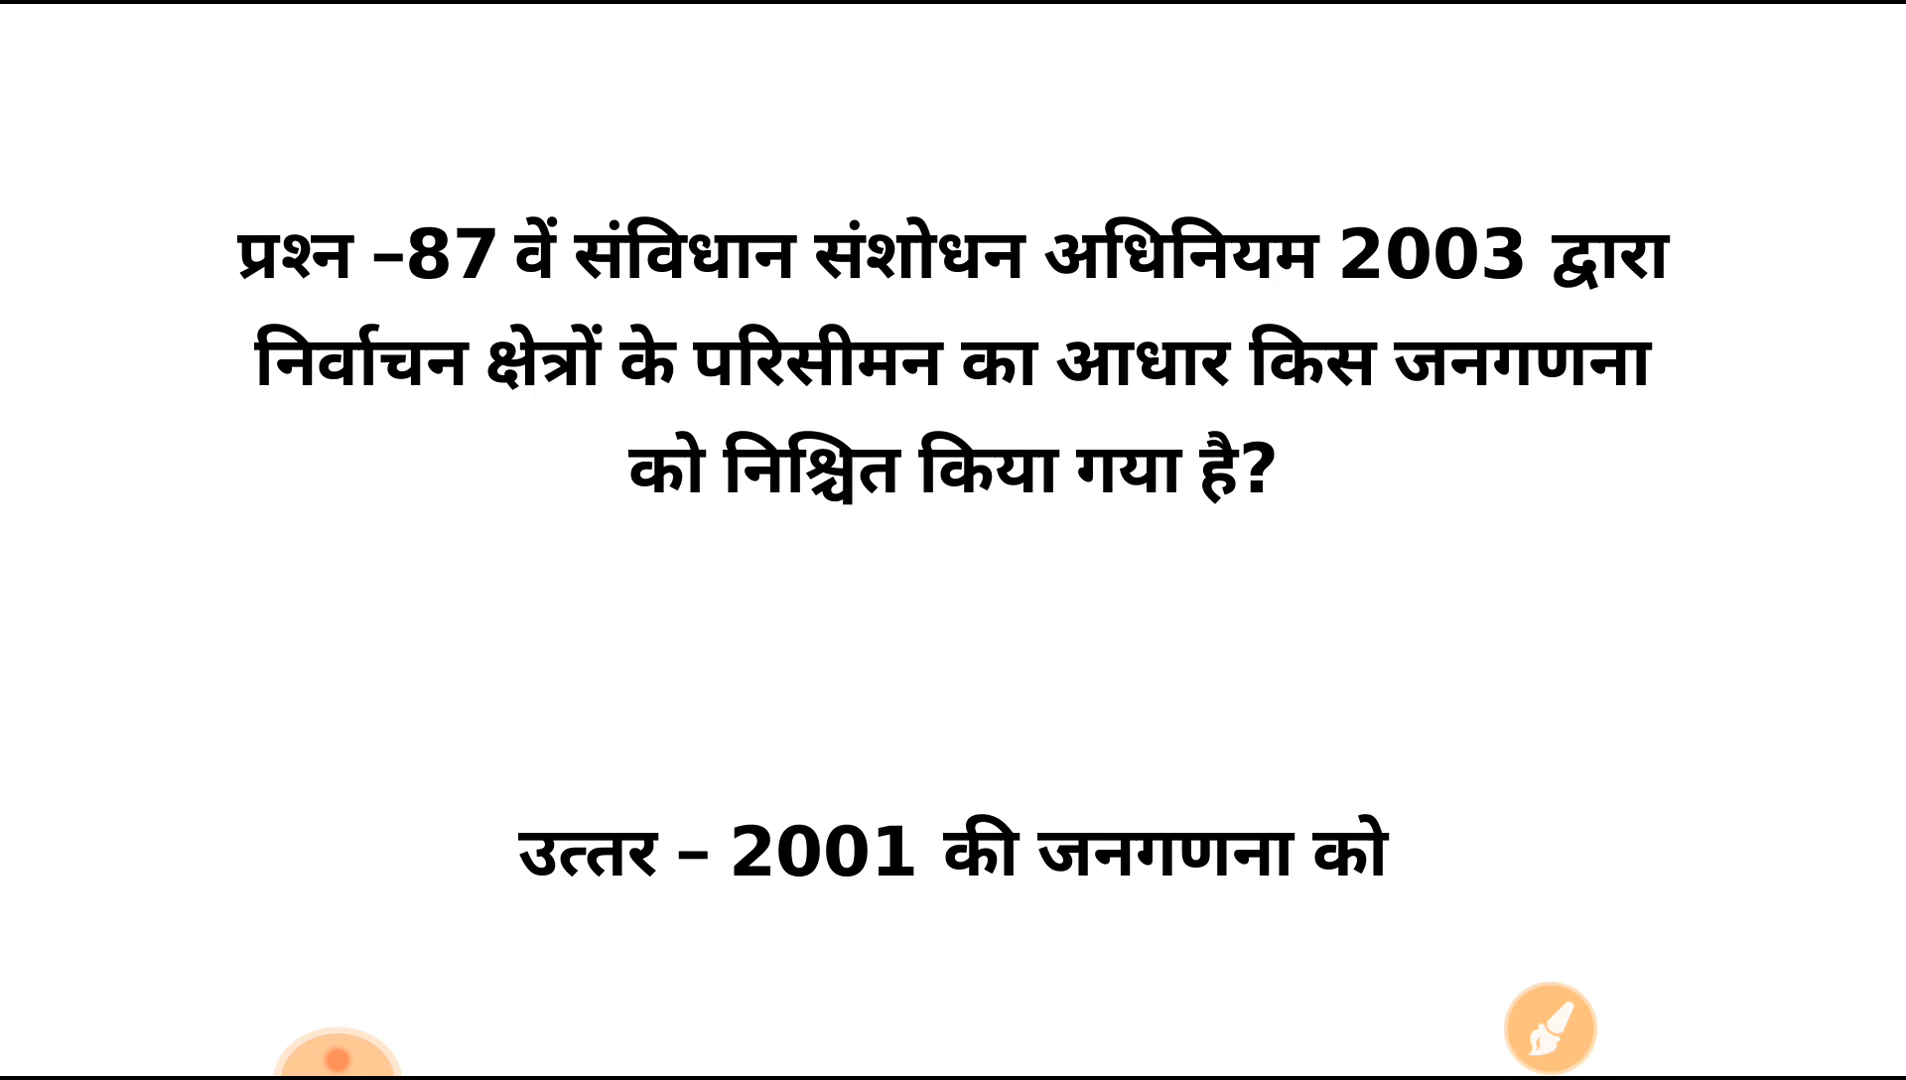 प्रश्न –87 वें संविधान संशोधन अधिनियम 2003 द्वारा
निर्वाचन क्षेत्रों के परिसीमन का आधार किस जनगणना
को निश्चित किया गया है?
उत्तर – 2001 की जनगणना को